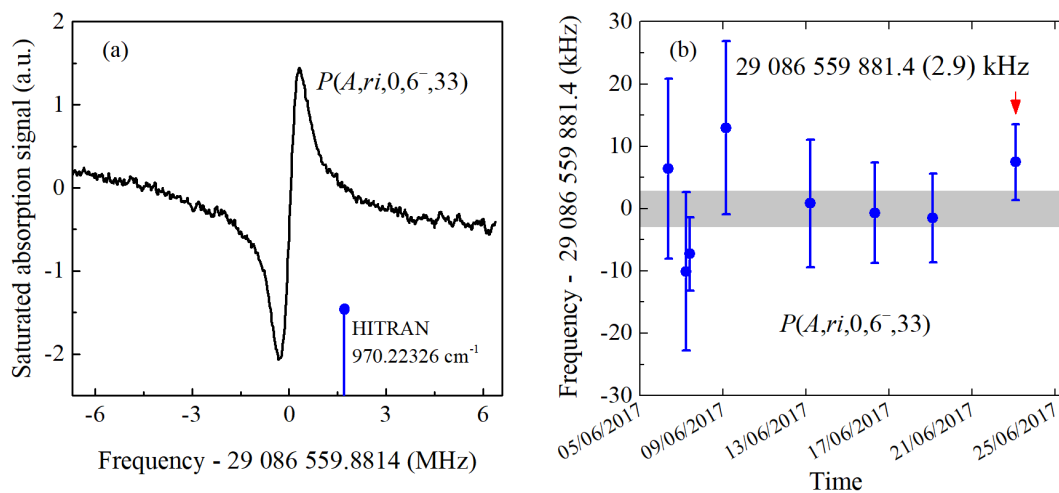 (a)
P(A,ri,0,6⁻,33)
HITRAN
970.22326 cm⁻¹
Saturated absorption signal (a.u.)
2
1
0
-1
-2
-6
-3
0
3
6
Frequency - 29 086 559.8814 (MHz)
(b)
29 086 559 881.4 (2.9) kHz
P(A,ri,0,6⁻,33)
Frequency - 29 086 559 881.4 (kHz)
30
20
10
0
-10
-20
-30
05/06/2017
09/06/2017
13/06/2017
17/06/2017
21/06/2017
25/06/2017
Time